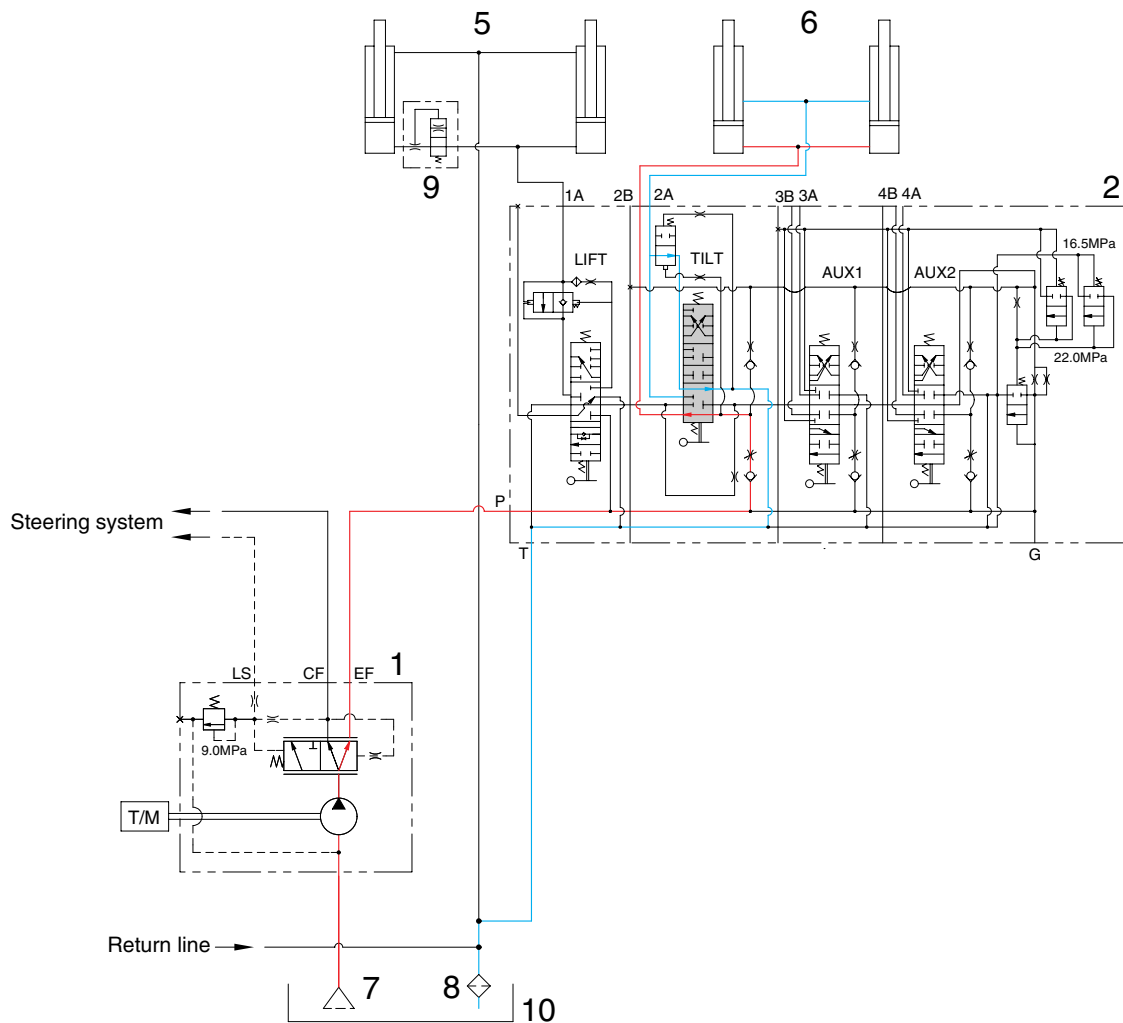 5
6
9
1A
2B
2A
3B
3A
4B
4A
2
LIFT
TILT
AUX1
AUX2
16.5MPa
22.0MPa
P
T
G
Steering system
LS
CF
EF
1
9.0MPa
T/M
Return line
7
8
10